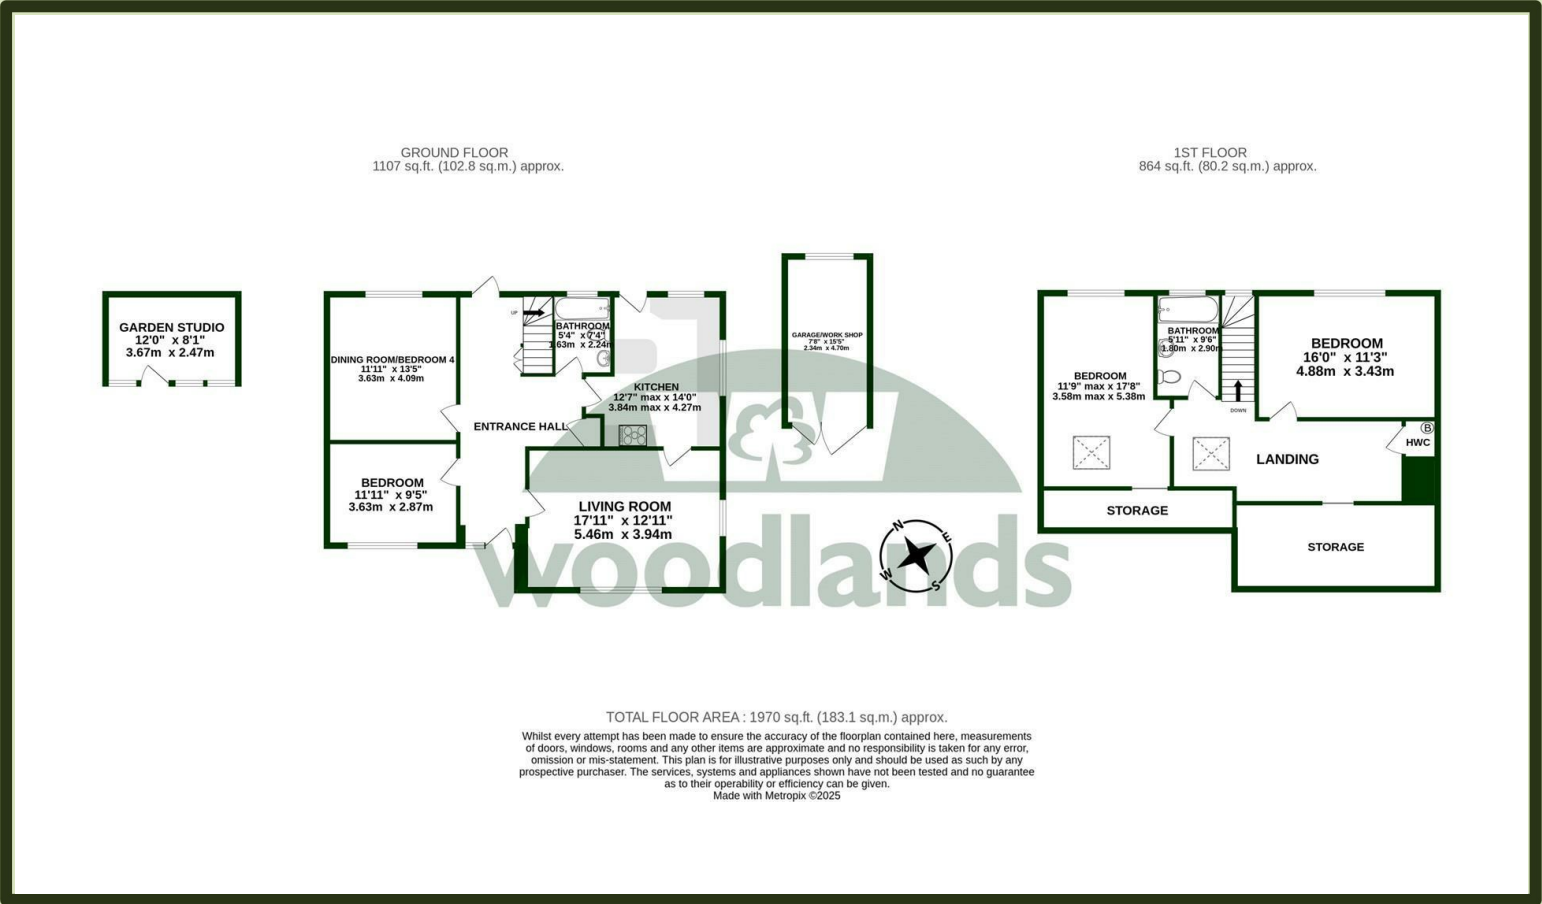 GROUND FLOOR
1107 sq.ft. (102.8 sq.m.) approx.
1ST FLOOR
864 sq.ft. (80.2 sq.m.) approx.
GARDEN STUDIO
12'0" x 8'1"
3.67m x 2.47m
DINING ROOM/BEDROOM 4
11'11" x 13'5"
3.63m x 4.09m
UP
BATHROOM
5'4" x 7'4"
1.63m x 2.24m
KITCHEN
12'7" max x 14'0"
3.84m max x 4.27m
ENTRANCE HALL
BEDROOM
11'11" x 9'5"
3.63m x 2.87m
LIVING ROOM
17'11" x 12'11"
5.46m x 3.94m
GARAGE/WORK SHOP
7'8" x 15'5"
2.34m x 4.70m
N
E
W
S
BEDROOM
11'9" max x 17'8"
3.58m max x 5.38m
BATHROOM
5'11" x 9'6"
1.80m x 2.90m
DOWN
BEDROOM
16'0" x 11'3"
4.88m x 3.43m
B
HWC
LANDING
STORAGE
STORAGE
woodlands
TOTAL FLOOR AREA : 1970 sq.ft. (183.1 sq.m.) approx.
Whilst every attempt has been made to ensure the accuracy of the floorplan contained here, measurements
of doors, windows, rooms and any other items are approximate and no responsibility is taken for any error,
omission or mis-statement. This plan is for illustrative purposes only and should be used as such by any
prospective purchaser. The services, systems and appliances shown have not been tested and no guarantee
as to their operability or efficiency can be given.
Made with Metropix ©2025